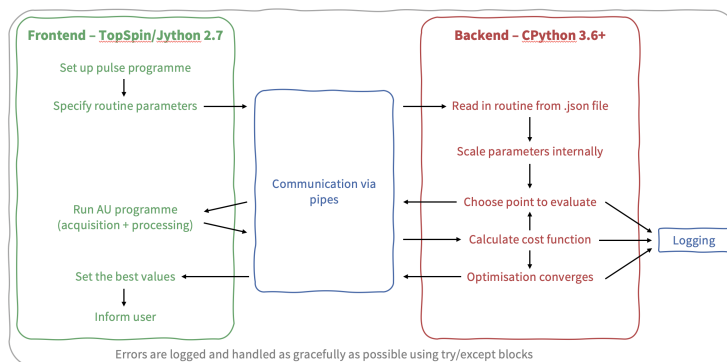 Frontend – TopSpin/Jython 2.7
Set up pulse programme
Specify routine parameters
Run AU programme
(acquisition + processing)
Set the best values
Inform user
Communication via
pipes
Backend – CPython 3.6+
Read in routine from .json file
Scale parameters internally
Choose point to evaluate
Calculate cost function
Optimisation converges
Logging
Errors are logged and handled as gracefully as possible using try/except blocks